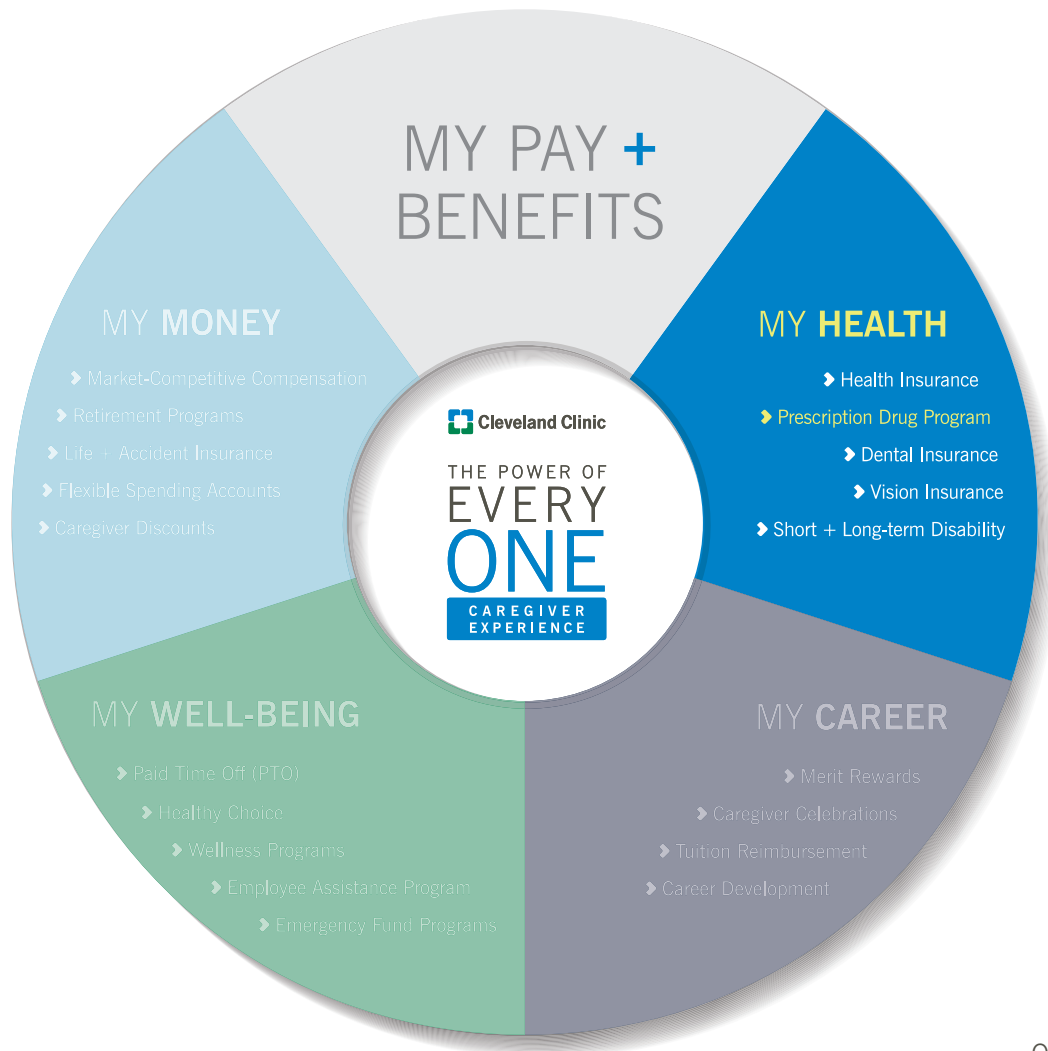 MY PAY +
BENEFITS
MY MONEY
Market-Competitive Compensation
Retirement Programs
Life + Accident Insurance
Flexible Spending Accounts
Caregiver Discounts
MY HEALTH
Health Insurance
Prescription Drug Program
Dental Insurance
Vision Insurance
Short + Long-term Disability
Cleveland Clinic
THE POWER OF
EVERY
ONE
CAREGIVER
EXPERIENCE
MY WELL-BEING
Paid Time Off (PTO)
Healthy Choice
Wellness Programs
Employee Assistance Program
Emergency Fund Programs
MY CAREER
Merit Rewards
Caregiver Celebrations
Tuition Reimbursement
Career Development